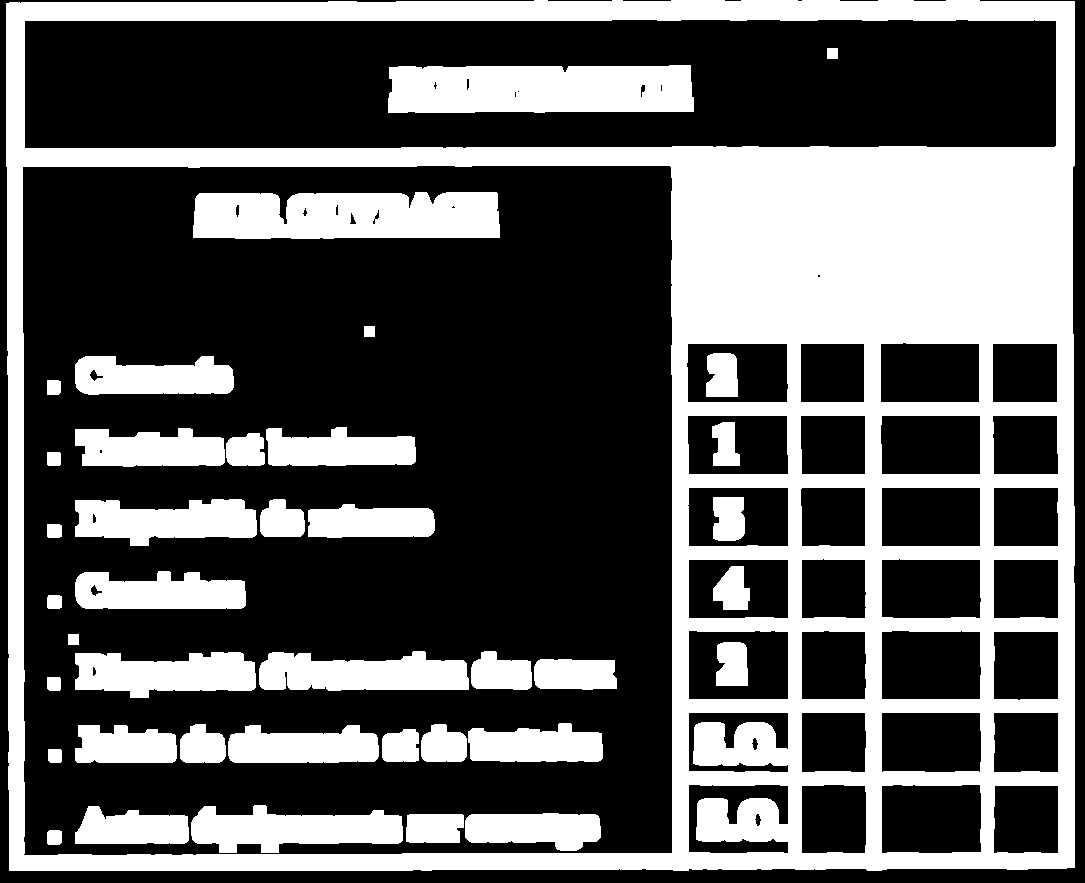 EQUIPEMENTS
SUR OUVRAGE
. Chaussée 2
. Trottoirs et bordures 1
. Dispositifs de retenue 3
. Corniches 4
. Dispositifs d'évacuation des eaux 2
. Joints de chaussée et de trottoirs S.O.
. Autres équipements sur ouvrage S.O.